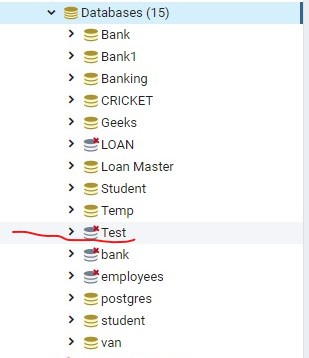 Databases (15)
Bank
Bank1
Banking
CRICKET
Geeks
LOAN
Loan Master
Student
Temp
Test
bank
employees
postgres
student
van